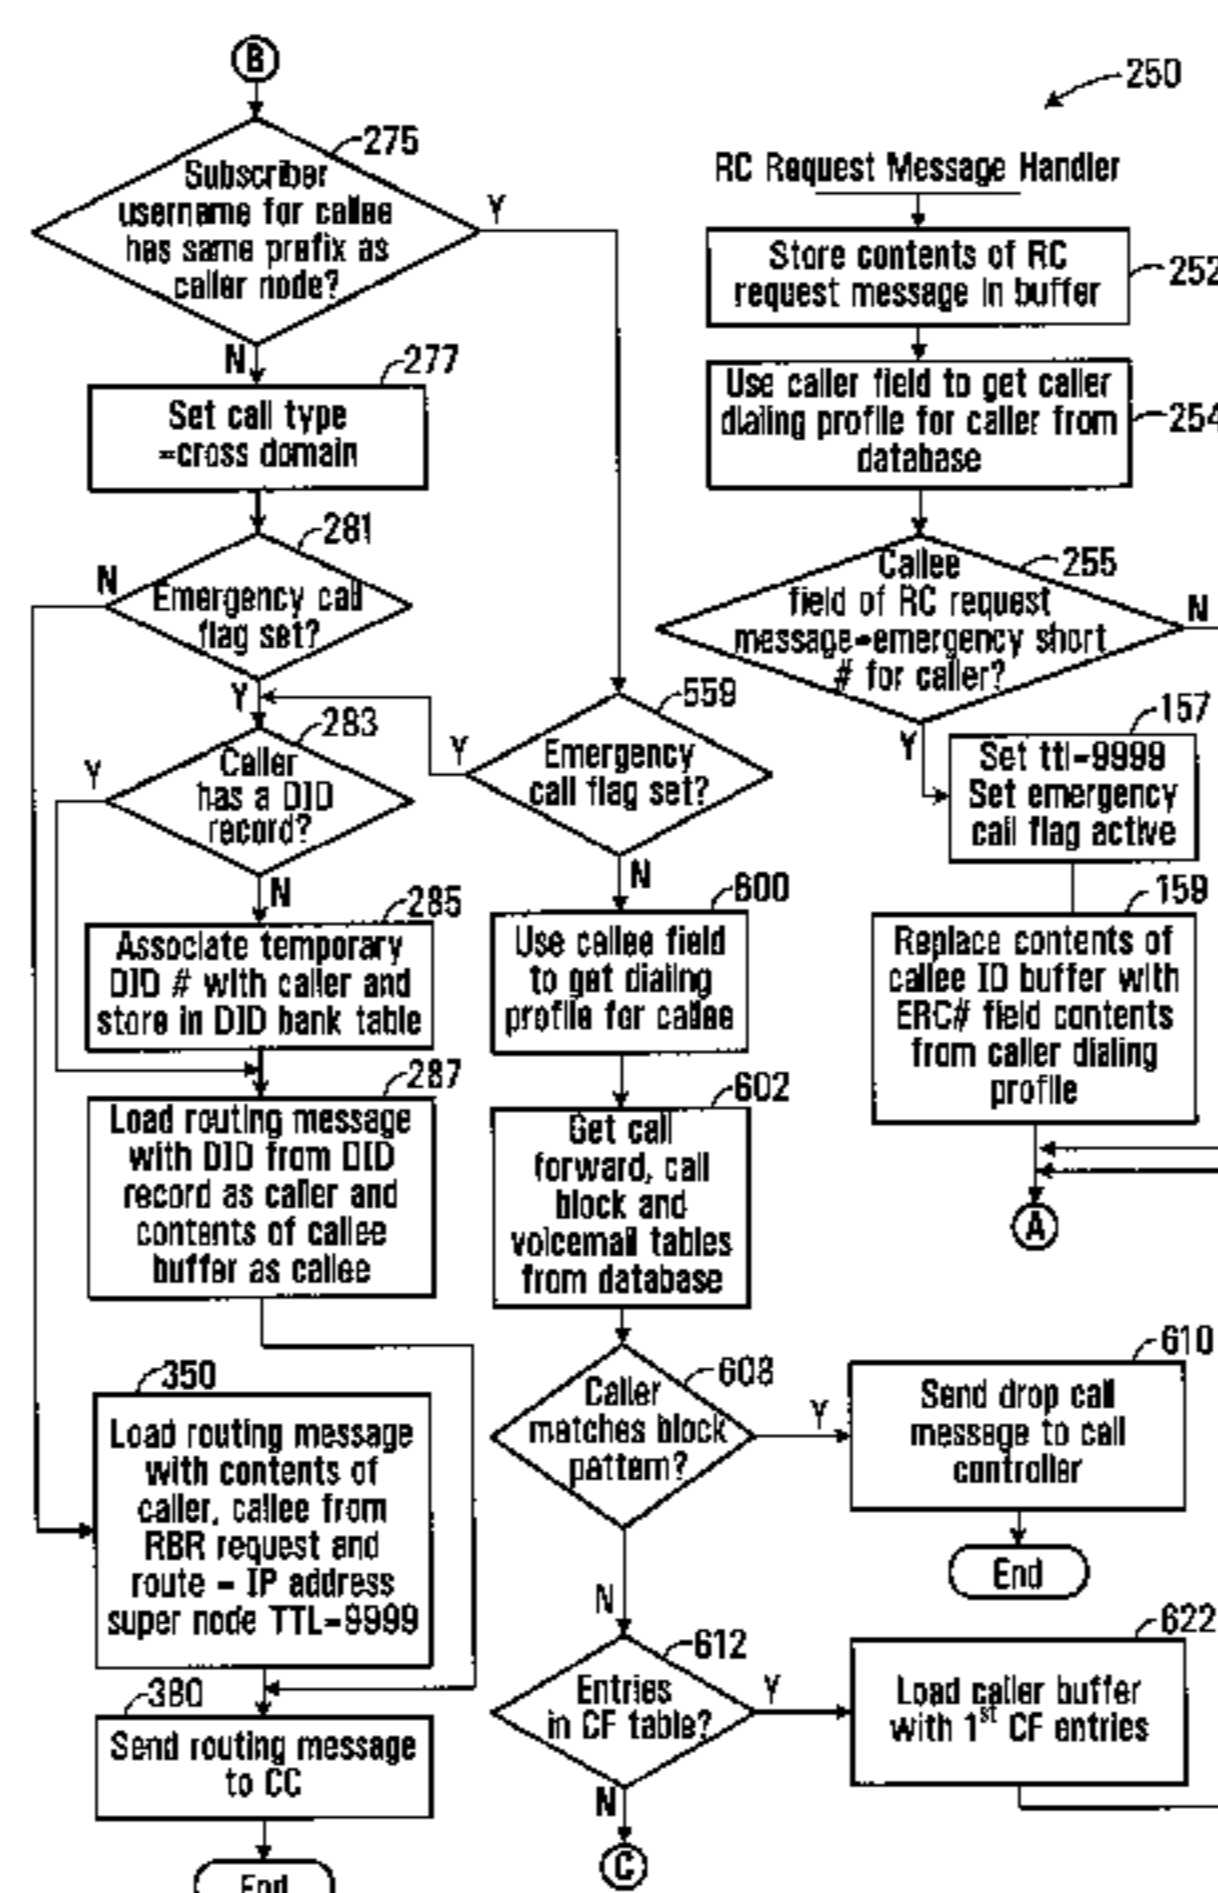 B
275
Subscriber
username for callee
has same prefix as
caller node?
Y
N
277
Set call type
=cross domain
281
N
Emergency call
flag set?
Y
283
Y
Caller
has a DID
record?
N
285
Associate temporary
DID # with caller and
store in DID bank table
287
Load routing message
with DID from DID
record as caller and
contents of callee
buffer as callee
350
Load routing message
with contents of
caller, callee from
RBR request and
route = IP address
super node TTL=9999
380
Send routing message
to CC
End
559
Y
Emergency
call flag set?
N
600
Use callee field
to get dialing
profile for callee
602
Get call
forward, call
block and
voicemail tables
from database
608
Caller
matches block
pattern?
Y
N
610
Send drop call
message to call
controller
End
612
Entries
in CF table?
Y
N
C
622
Load caller buffer
with 1st CF entries
250
RC Request Message Handler
Store contents of RC
request message in buffer
252
Use caller field to get caller
dialing profile for caller from
database
254
255
Callee
field of RC request
message=emergency short
# for caller?
N
Y
157
Set ttl=9999
Set emergency
call flag active
159
Replace contents of
callee ID buffer with
ERC# field contents
from caller dialing
profile
A